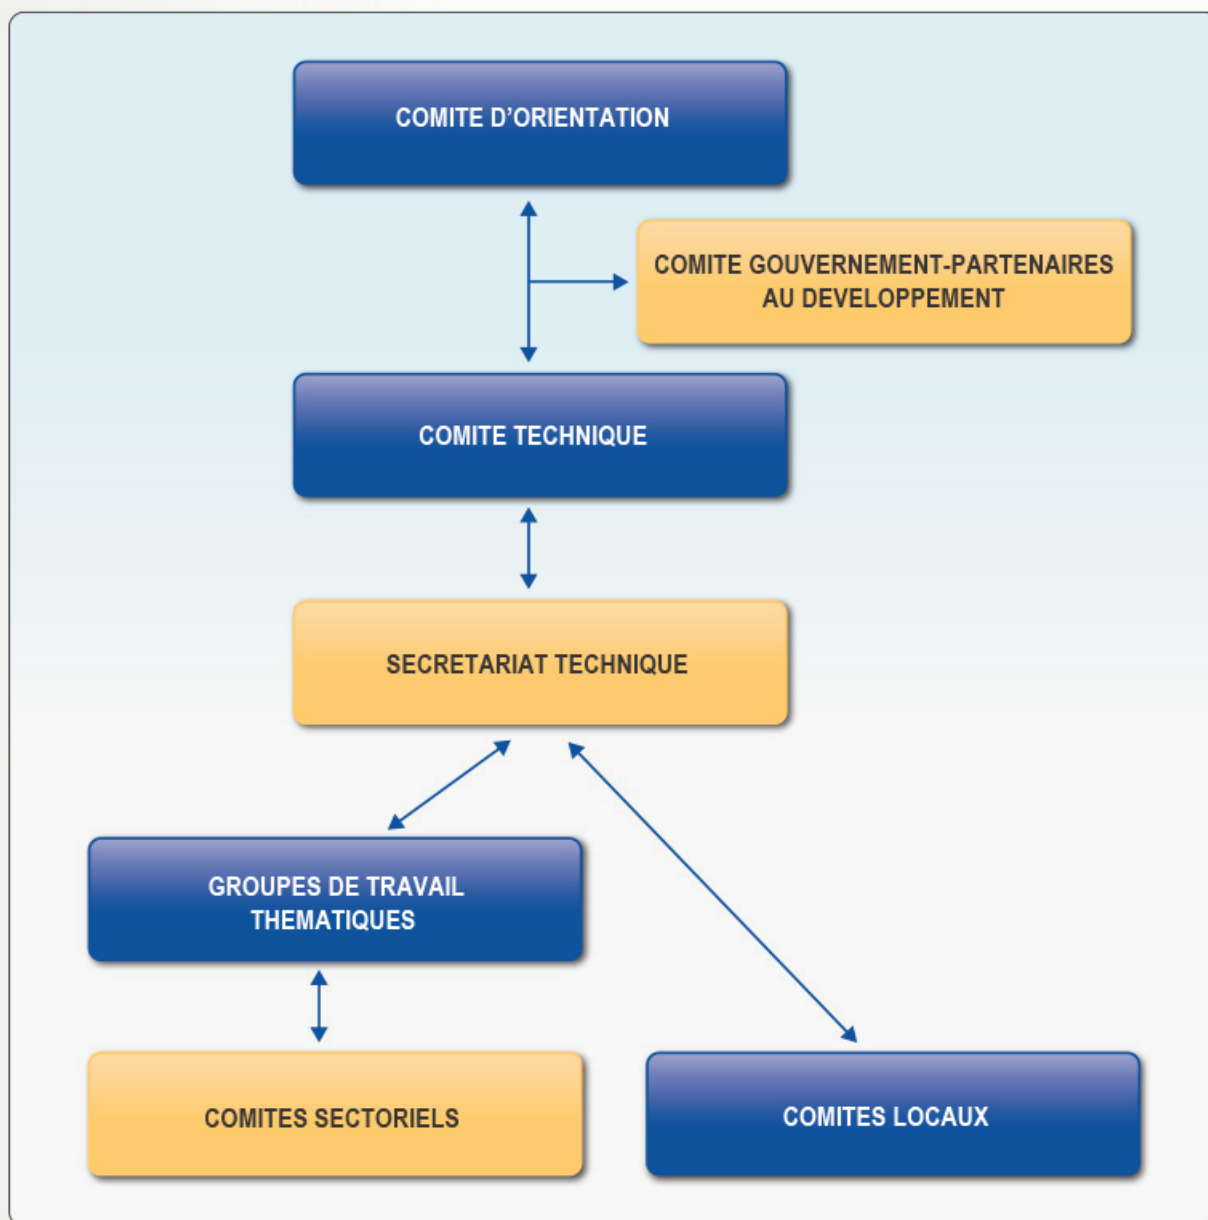 COMITE D'ORIENTATION
COMITE GOUVERNEMENT-PARTENAIRES
AU DEVELOPPEMENT
COMITE TECHNIQUE
SECRETARIAT TECHNIQUE
GROUPES DE TRAVAIL
THEMATIQUES
COMITES SECTORIELS
COMITES LOCAUX